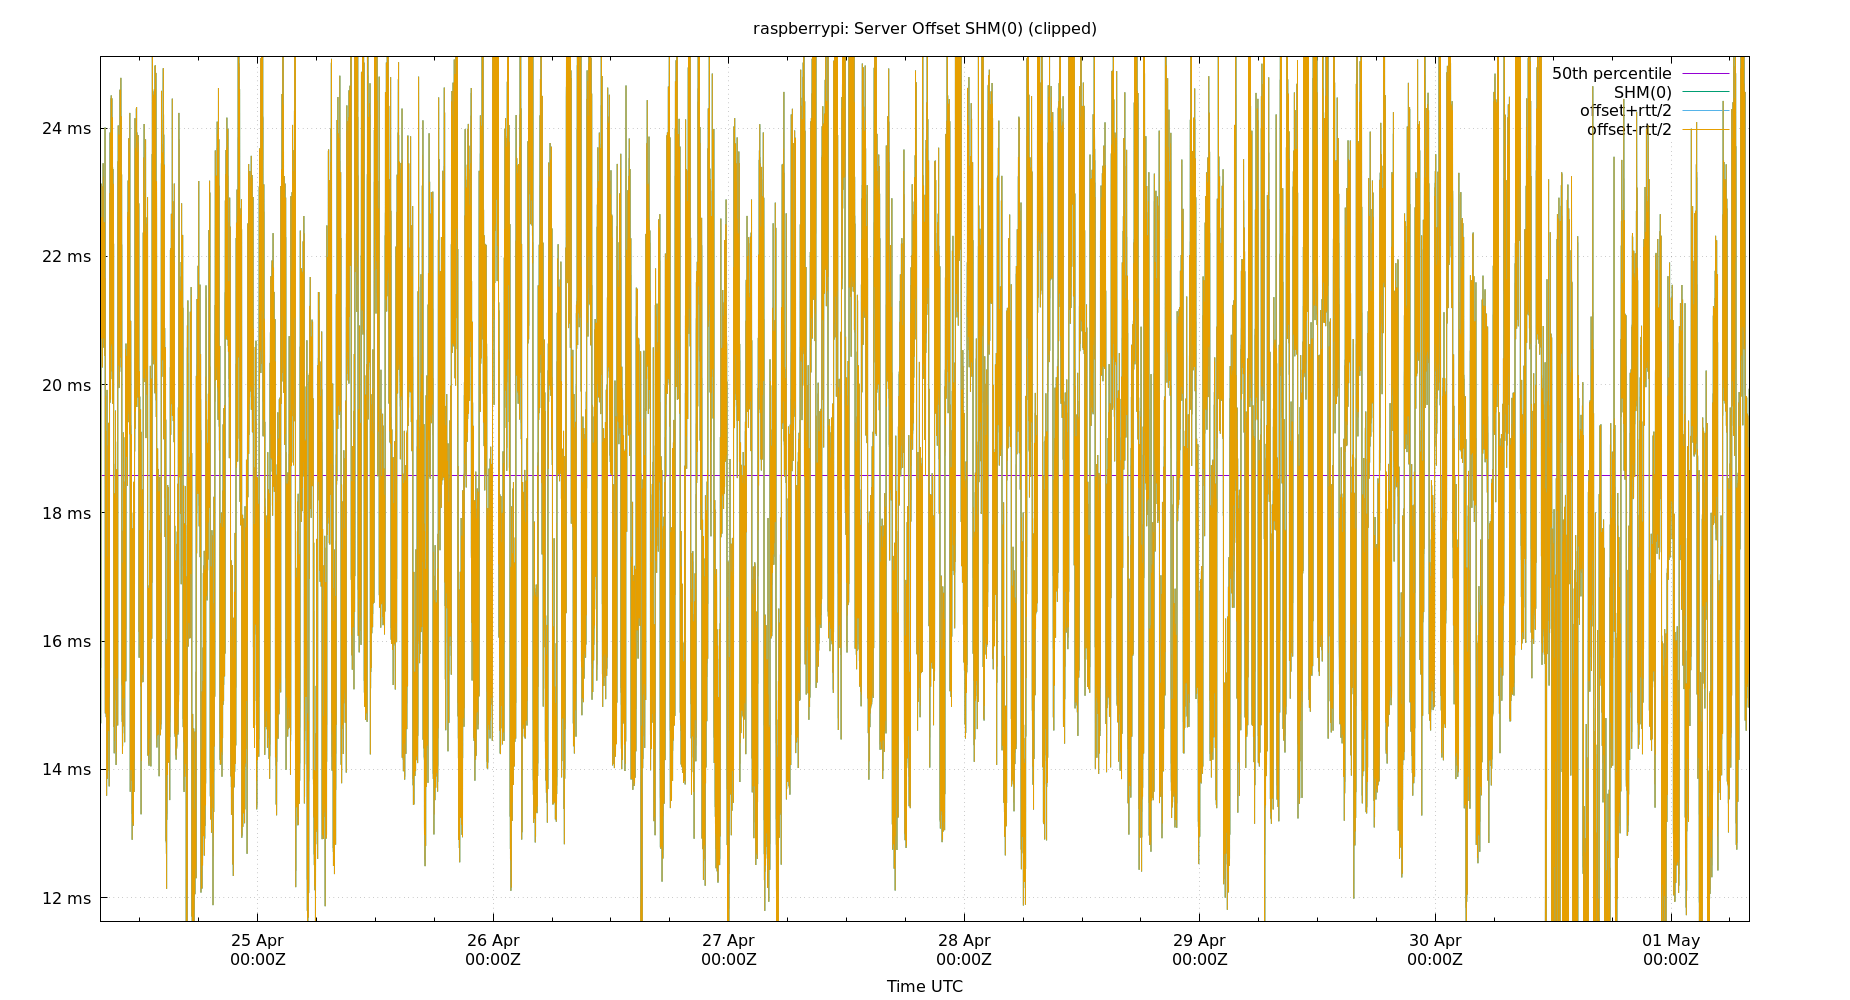 raspberrypi: Server Offset SHM(0) (clipped)
50th percentile
SHM(0)
offset+rtt/2
offset-rtt/2
24 ms
22 ms
20 ms
18 ms
16 ms
14 ms
12 ms
25 Apr
00:00Z
26 Apr
00:00Z
27 Apr
00:00Z
28 Apr
00:00Z
29 Apr
00:00Z
30 Apr
00:00Z
01 May
00:00Z
Time UTC